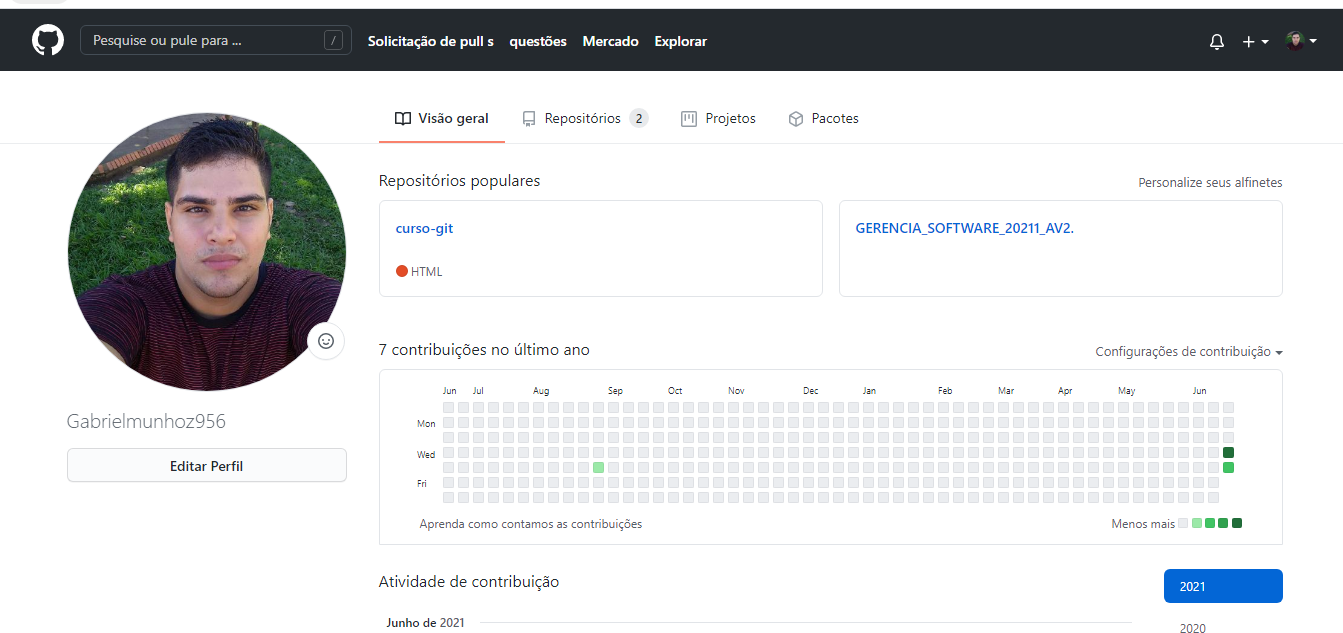 Pesquise ou pule para ... /
Solicitação de pull s questões Mercado Explorar
Visão geral Repositórios 2 Projetos Pacotes
Repositórios populares
Personalize seus alfinetes
curso-git
HTML
GERENCIA_SOFTWARE_20211_AV2.
7 contribuições no último ano
Configurações de contribuição
Jun Jul Aug Sep Oct Nov Dec Jan Feb Mar Apr May Jun
Mon
Wed
Fri
Aprenda como contamos as contribuições
Menos mais
Gabrielmunhoz956
Editar Perfil
Atividade de contribuição
Junho de 2021
2021
2020